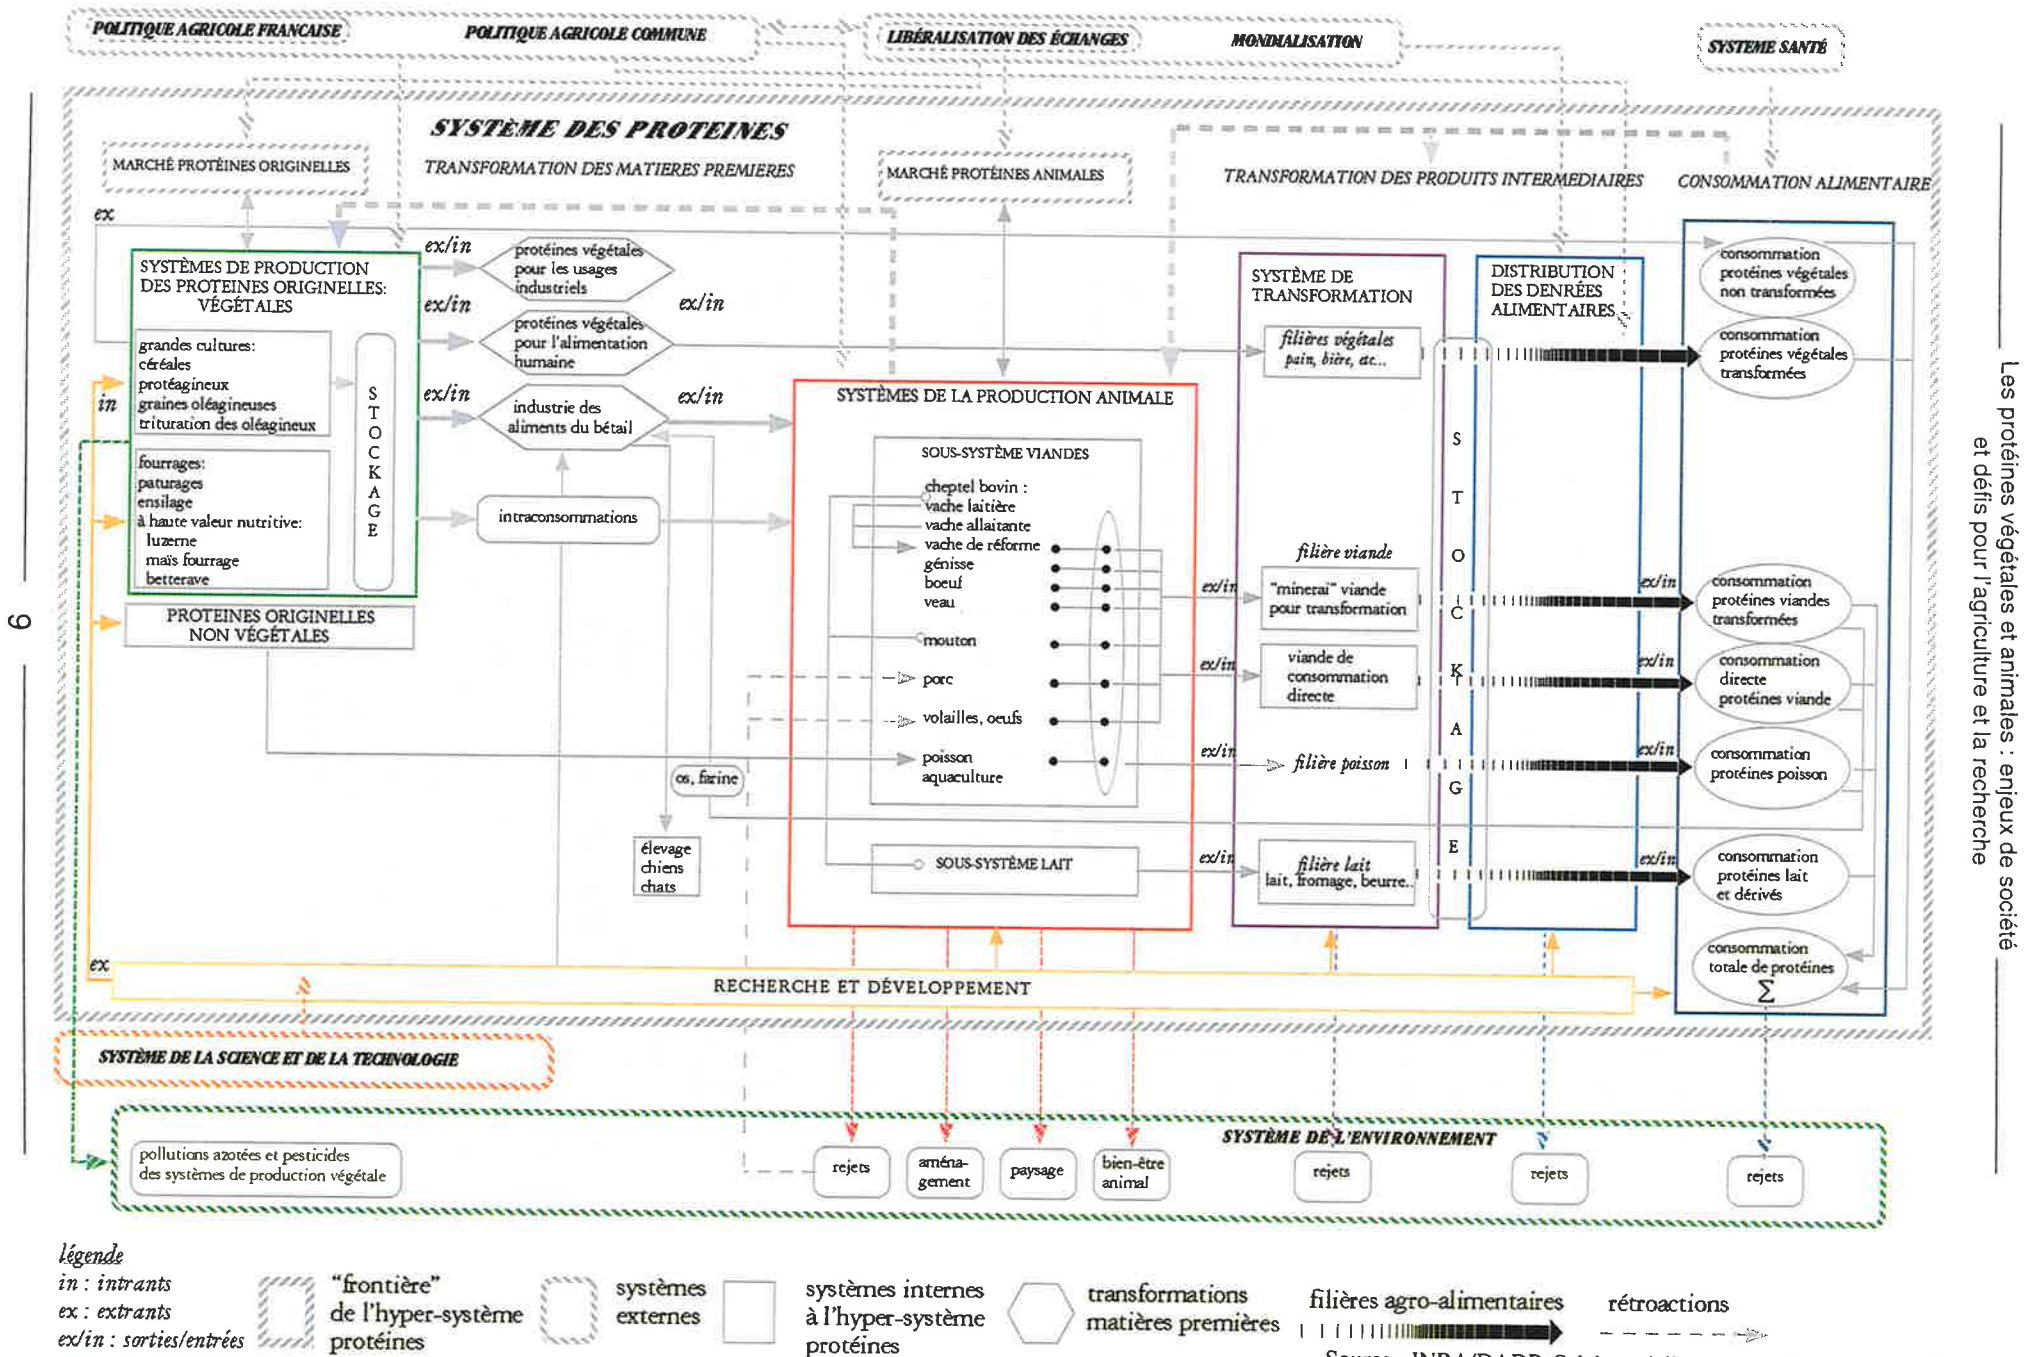 POLITIQUE AGRICOLE FRANCAISE
POLITIQUE AGRICOLE COMMUNE
LIBÉRALISATION DES ÉCHANGES
MONDIALISATION
SYSTEME SANTÉ
SYSTÈME DES PROTEINES
MARCHÉ PROTÉINES ORIGINELLES
TRANSFORMATION DES MATIERES PREMIERES
MARCHÉ PROTÉINES ANIMALES
TRANSFORMATION DES PRODUITS INTERMEDIAIRES
CONSOMMATION ALIMENTAIRE
ex
SYSTÈMES DE PRODUCTION
DES PROTEINES ORIGINELLES:
VÉGÉTALES
grandes cultures:
céréales
protéagineux
graines oléagineuses
trituration des oléagineux
fourrages:
paturages
ensilage
à haute valeur nutritive:
luzerne
maïs fourrage
betterave
STOCKAGE
in
PROTEINES ORIGINELLES
NON VÉGÉTALES
ex/in
protéines végétales
pour les usages
industriels
ex/in
protéines végétales
pour l'alimentation
humaine
ex/in
ex/in
industrie des
aliments du bétail
ex/in
intraconsommations
os, farine
élevage
chiens
chats
SYSTÈMES DE LA PRODUCTION ANIMALE
SOUS-SYSTÈME VIANDES
cheptel bovin :
vache laitière
vache allaitante
vache de réforme
génisse
boeuf
veau
mouton
porc
volailles, oeufs
poisson
aquaculture
SOUS-SYSTÈME LAIT
ex/in
ex/in
ex/in
ex/in
SYSTÈME DE
TRANSFORMATION
filières végétales
pain, bière, etc...
filière viande
"minerai" viande
pour transformation
viande de
consommation
directe
filière poisson
filière lait
lait, fromage, beurre..
STOCKAGE
DISTRIBUTION
DES DENRÉES
ALIMENTAIRES
ex/in
ex/in
ex/in
ex/in
consommation
protéines végétales
non transformées
consommation
protéines végétales
transformées
consommation
protéines viandes
transformées
consommation
directe
protéines viande
consommation
protéines poisson
consommation
protéines lait
et dérivés
consommation
totale de protéines
Σ
ex
RECHERCHE ET DÉVELOPPEMENT
SYSTÈME DE LA SCIENCE ET DE LA TECHNOLOGIE
SYSTÈME DE L'ENVIRONNEMENT
pollutions azotées et pesticides
des systèmes de production végétale
rejets
aména-
gement
paysage
bien-être
animal
rejets
rejets
rejets
légende
in : intrants
ex : extrants
ex/in : sorties/entrées
"frontière"
de l'hyper-système
protéines
systèmes
externes
systèmes internes
à l'hyper-système
protéines
transformations
matières premières
filières agro-alimentaires
rétroactions
6
Les protéines végétales et animales : enjeux de société
et défis pour l'agriculture et la recherche